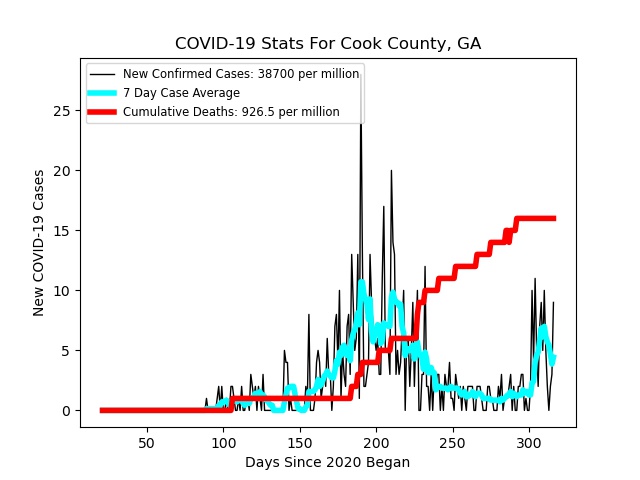 COVID-19 Stats For Cook County, GA
New Confirmed Cases: 38700 per million
7 Day Case Average
Cumulative Deaths: 926.5 per million
New COVID-19 Cases
25
20
15
10
5
0
50 100 150 200 250 300
Days Since 2020 Began